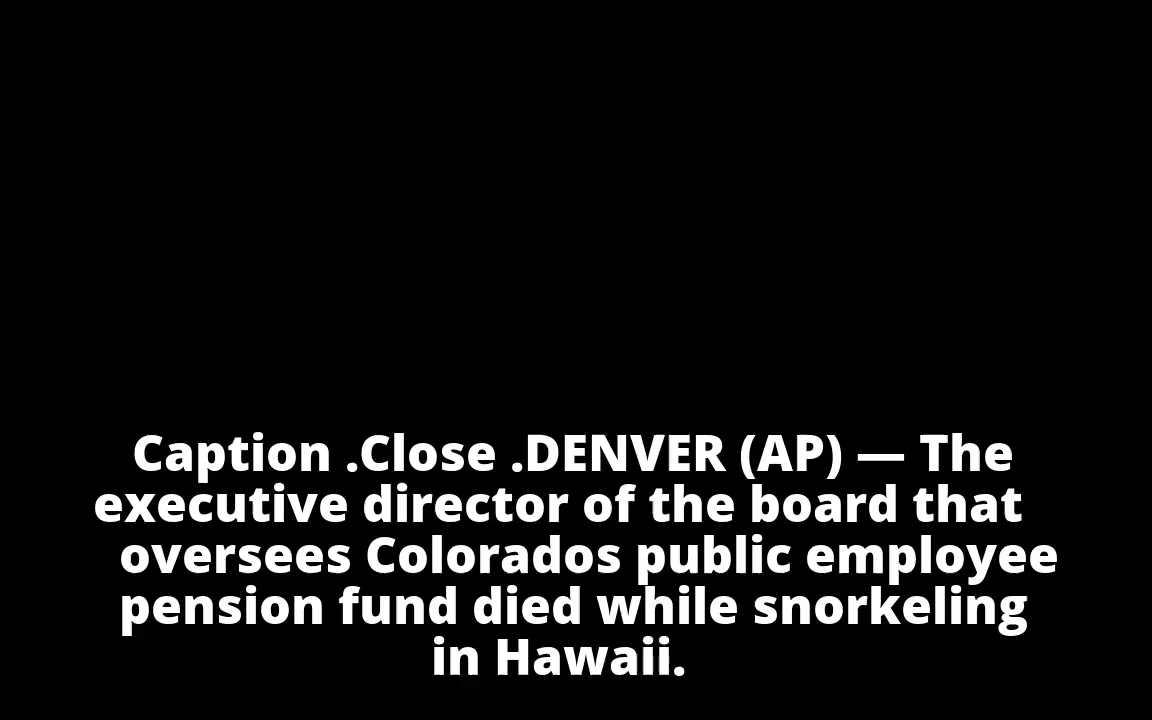 Caption .Close .DENVER (AP) — The
executive director of the board that
oversees Colorados public employee
pension fund died while snorkeling
in Hawaii.